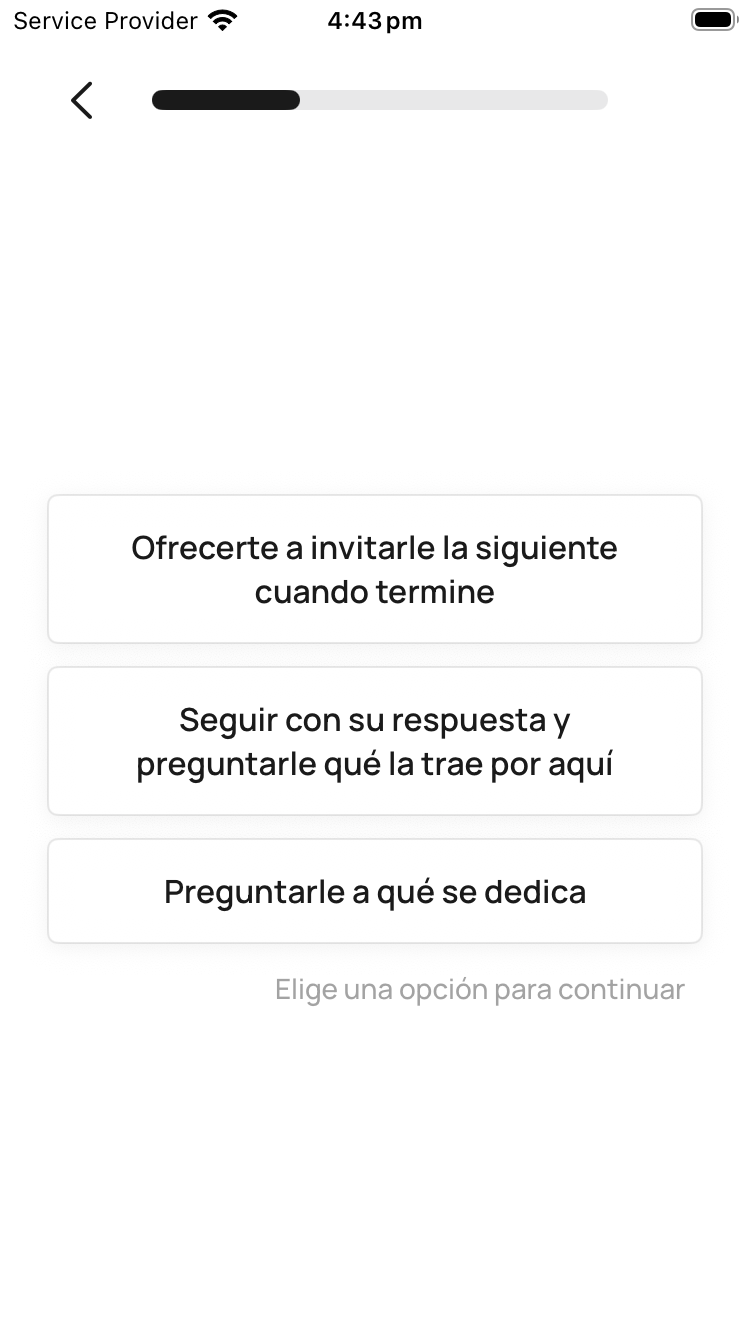 Service Provider 4:43 pm
Ofrecerte a invitarle la siguiente
cuando termine
Seguir con su respuesta y
preguntarle qué la trae por aquí
Preguntarle a qué se dedica
Elige una opción para continuar